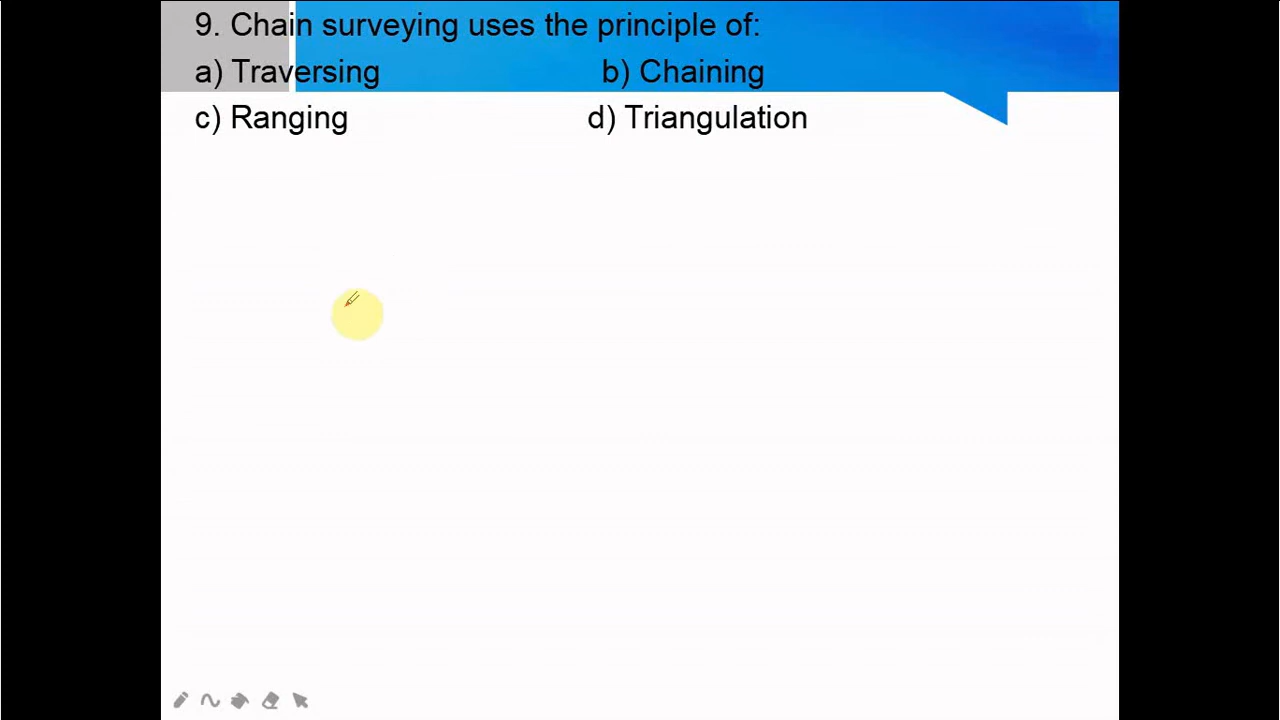 9. Chain surveying uses the principle of:
a) Traversing b) Chaining
c) Ranging d) Triangulation